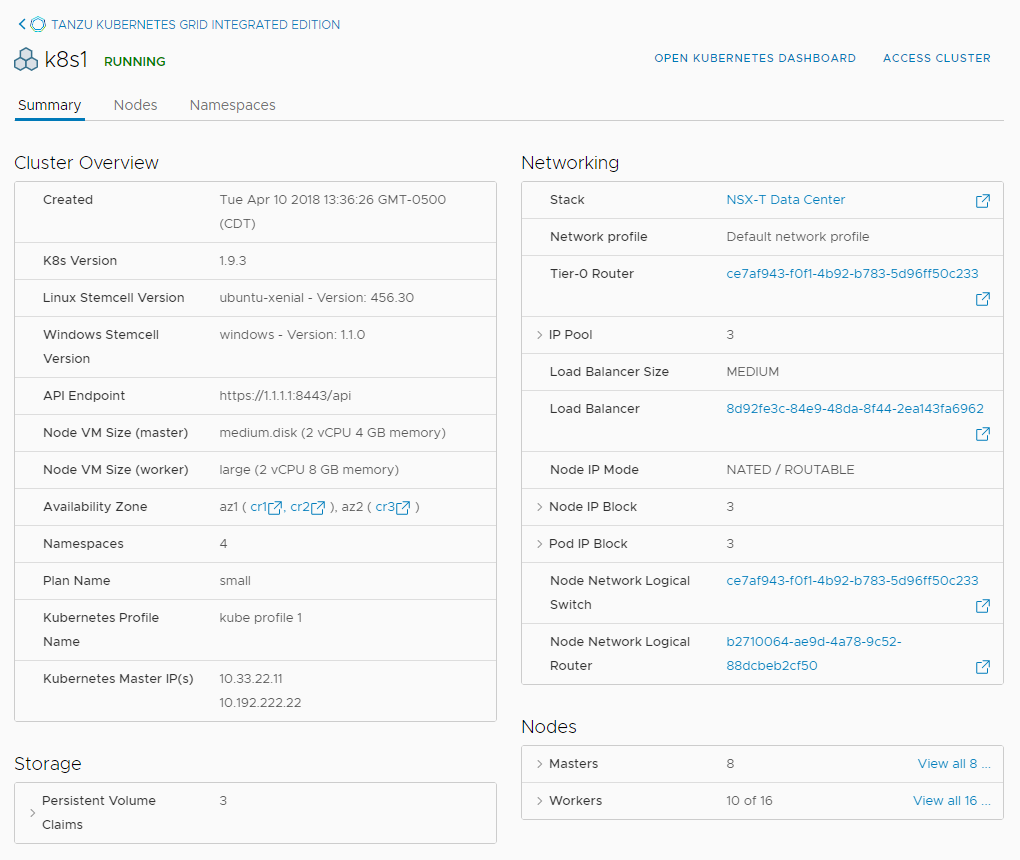 TANZU KUBERNETES GRID INTEGRATED EDITION
k8s1 RUNNING
OPEN KUBERNETES DASHBOARD ACCESS CLUSTER
Summary Nodes Namespaces
Cluster Overview
Created Tue Apr 10 2018 13:36:26 GMT-0500
(CDT)
K8s Version 1.9.3
Linux Stemcell Version ubuntu-xenial - Version: 456.30
Windows Stemcell windows - Version: 1.1.0
Version
API Endpoint https://1.1.1.1:8443/api
Node VM Size (master) medium.disk (2 vCPU 4 GB memory)
Node VM Size (worker) large (2 vCPU 8 GB memory)
Availability Zone az1 ( cr1, cr2 ), az2 ( cr3 )
Namespaces 4
Plan Name small
Kubernetes Profile kube profile 1
Name
Kubernetes Master IP(s) 10.33.22.11
10.192.222.22
Storage
Persistent Volume 3
Claims
Networking
Stack NSX-T Data Center
Network profile Default network profile
Tier-0 Router ce7af943-f0f1-4b92-b783-5d96ff50c233
IP Pool 3
Load Balancer Size MEDIUM
Load Balancer 8d92fe3c-84e9-48da-8f44-2ea143fa6962
Node IP Mode NATED / ROUTABLE
Node IP Block 3
Pod IP Block 3
Node Network Logical ce7af943-f0f1-4b92-b783-5d96ff50c233
Switch
Node Network Logical b2710064-ae9d-4a78-9c52-
Router 88dcbeb2cf50
Nodes
Masters 8 View all 8 ...
Workers 10 of 16 View all 16 ...